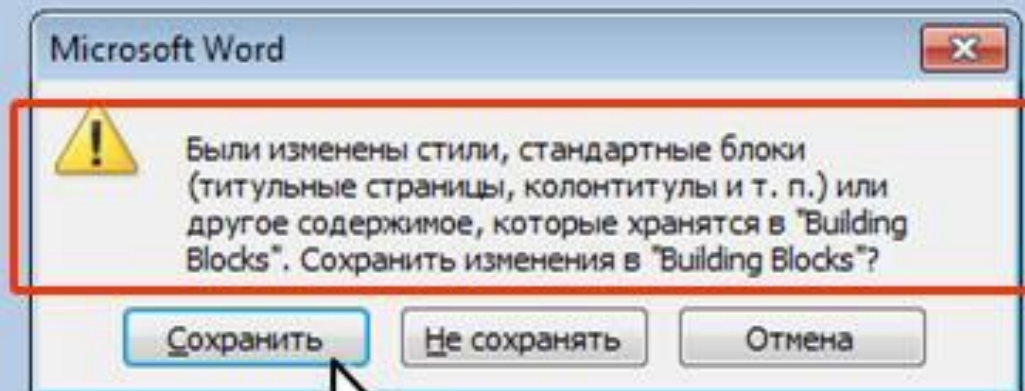 Microsoft Word
Были изменены стили, стандартные блоки
(титульные страницы, колонтитулы и т. п.) или
другое содержимое, которые хранятся в "Building
Blocks". Сохранить изменения в "Building Blocks"?
Сохранить Не сохранять Отмена